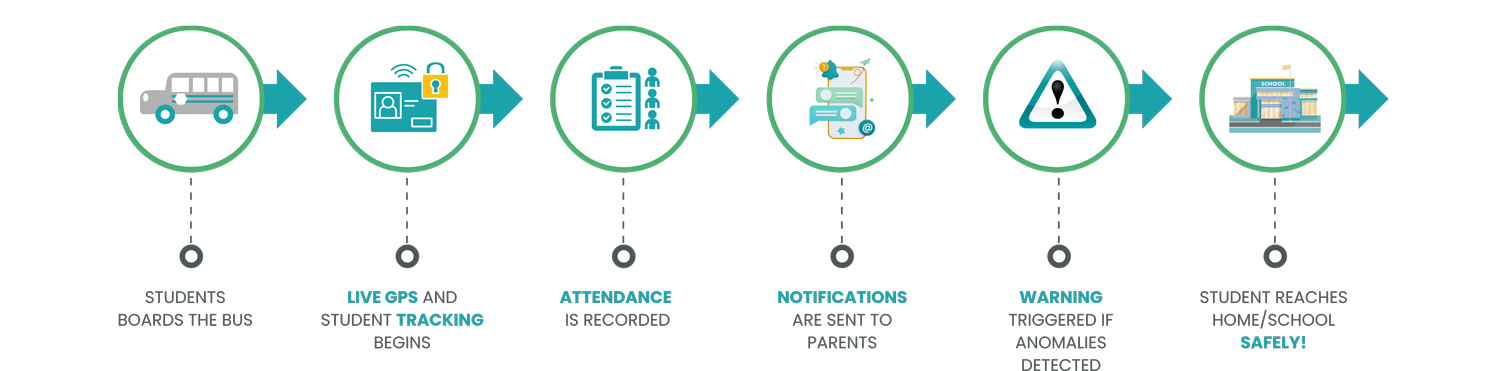 SCHOOL
STUDENTS
BOARDS THE BUS
LIVE GPS AND
STUDENT TRACKING
BEGINS
ATTENDANCE
IS RECORDED
NOTIFICATIONS
ARE SENT TO
PARENTS
WARNING
TRIGGERED IF
ANOMALIES
DETECTED
STUDENT REACHES
HOME/SCHOOL
SAFELY!